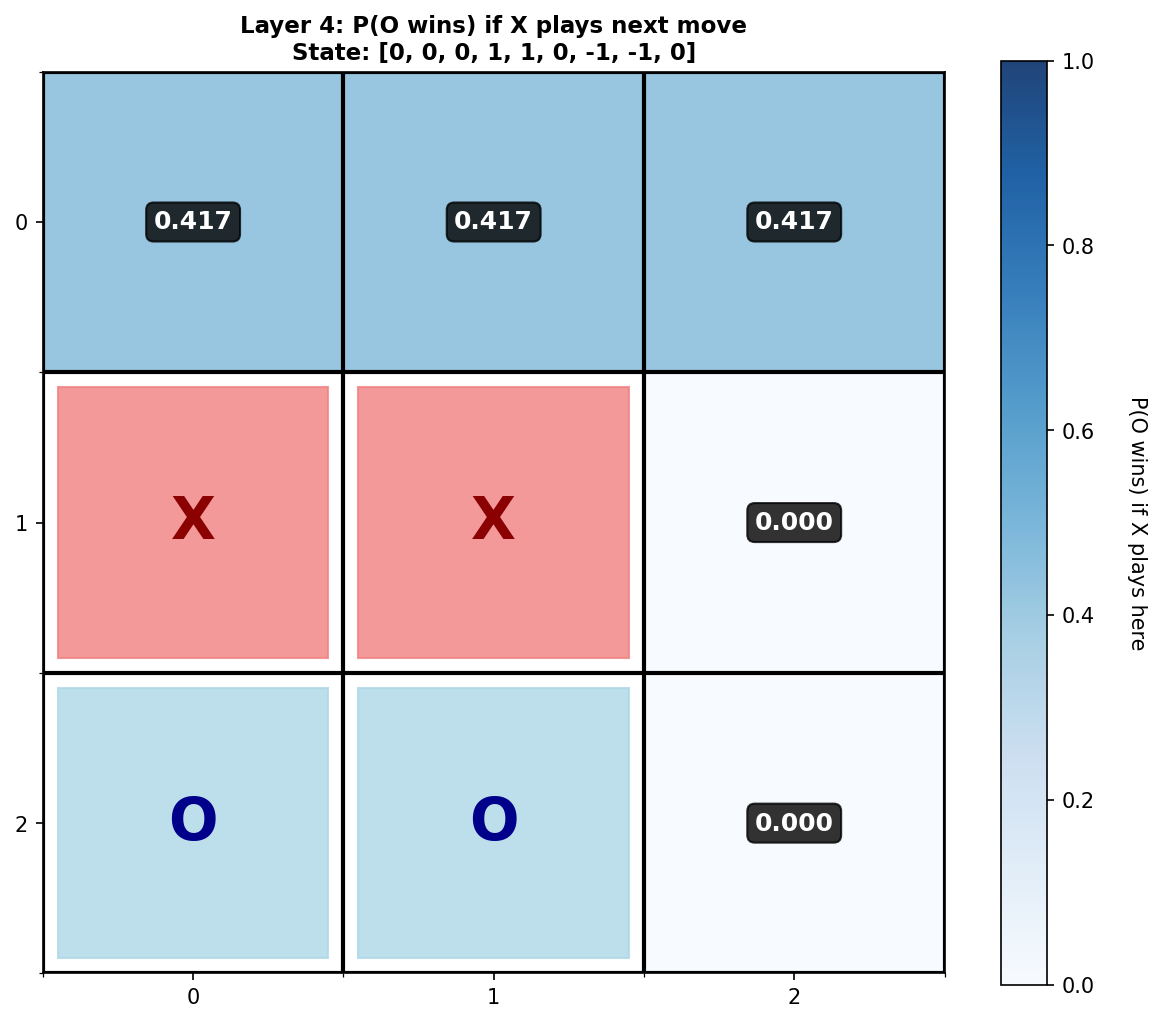 Layer 4: P(O wins) if X plays next move
State: [0, 0, 0, 1, 1, 0, -1, -1, 0]
0
0.417
0.417
0.417
1
X
X
0.000
2
O
O
0.000
0
1
2
1.0
0.8
0.6
0.4
0.2
0.0
P(O wins) if X plays here